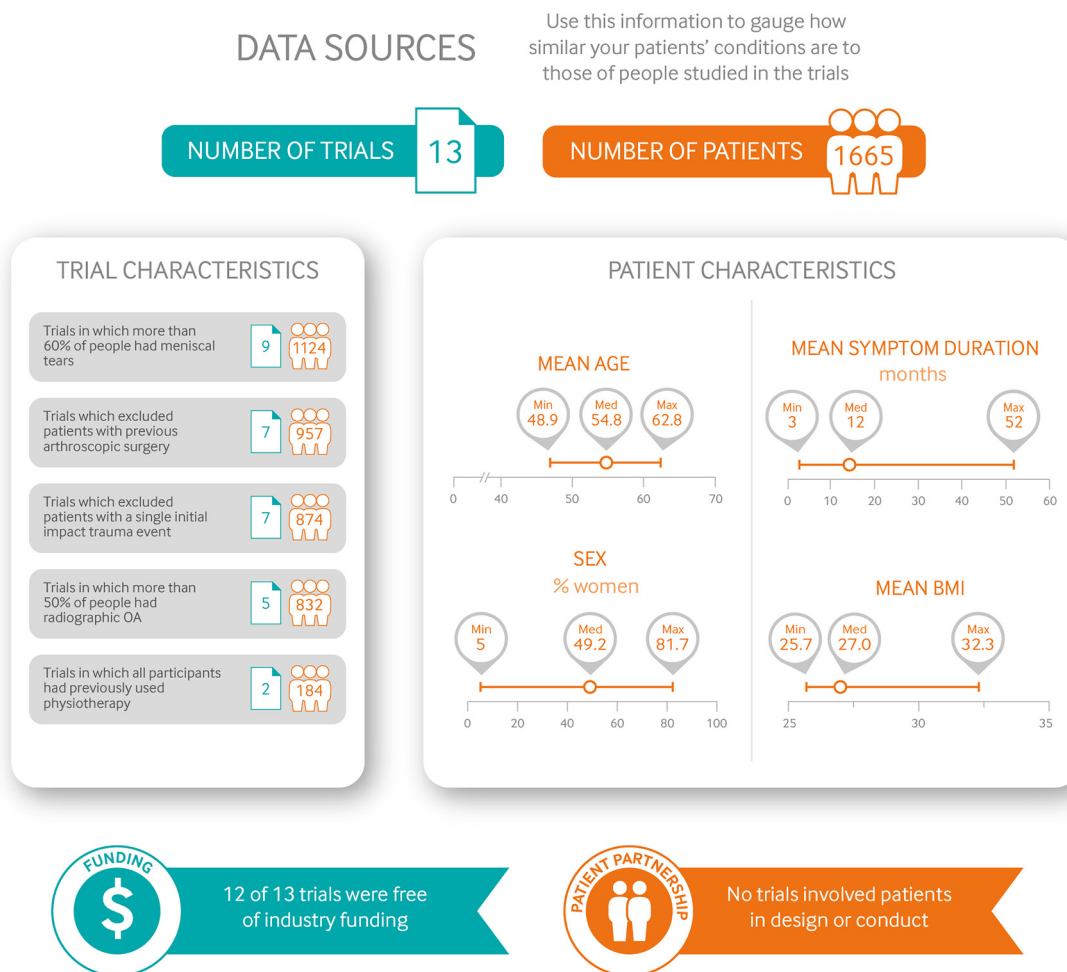 DATA SOURCES
Use this information to gauge how
similar your patients’ conditions are to
those of people studied in the trials
NUMBER OF TRIALS 13
NUMBER OF PATIENTS 1665
TRIAL CHARACTERISTICS
Trials in which more than
60% of people had meniscal
tears
9 1124
Trials which excluded
patients with previous
arthroscopic surgery
7 957
Trials which excluded
patients with a single initial
impact trauma event
7 874
Trials in which more than
50% of people had
radiographic OA
5 832
Trials in which all participants
had previously used
physiotherapy
2 184
PATIENT CHARACTERISTICS
MEAN AGE
Min Med Max
48.9 54.8 62.8
0 40 50 60 70
MEAN SYMPTOM DURATION
months
Min Med Max
3 12 52
0 10 20 30 40 50 60
SEX
% women
Min Med Max
5 49.2 81.7
0 20 40 60 80 100
MEAN BMI
Min Med Max
25.7 27.0 32.3
25 30 35
FUNDING
$
12 of 13 trials were free
of industry funding
PATIENT PARTNERSHIP
No trials involved patients
in design or conduct